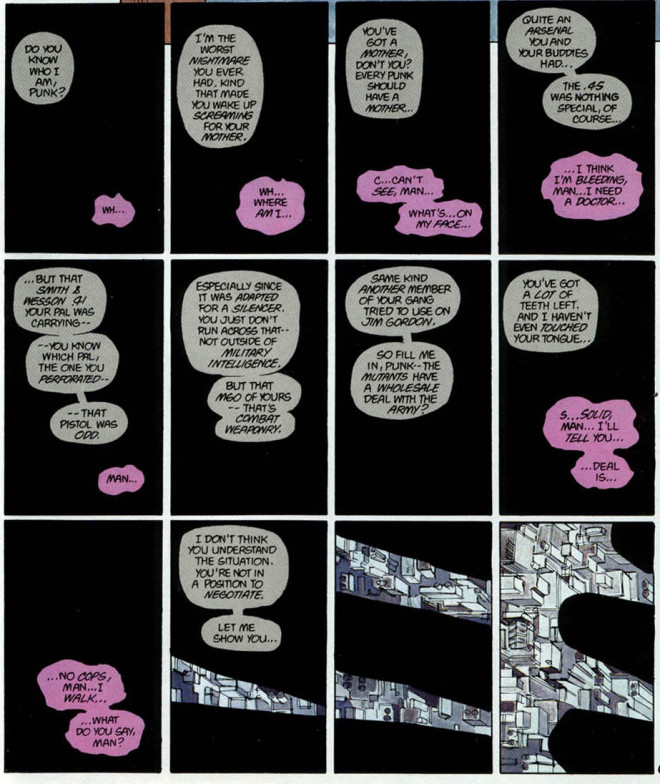 DO YOU
KNOW
WHO I
AM,
PUNK?
WH...
I'M THE
WORST
NIGHTMARE
YOU EVER
HAD. KIND
THAT MADE
YOU WAKE UP
SCREAMING
FOR YOUR
MOTHER.
WH...
WHERE
AM I...
YOU'VE
GOT A
MOTHER,
DON'T YOU?
EVERY PUNK
SHOULD
HAVE A
MOTHER...
C...CAN'T
SEE, MAN...
WHAT'S...ON
MY FACE...
QUITE AN
ARSENAL
YOU AND
YOUR BUDDIES
HAD...
THE .45
WAS NOTHING
SPECIAL, OF
COURSE...
...I THINK
I'M BLEEDING,
MAN...I NEED
A DOCTOR...
...BUT THAT
SMITH &
WESSON .41
YOUR PAL WAS
CARRYING--
--YOU KNOW
WHICH PAL,
THE ONE YOU
PERFORATED--
-- THAT
PISTOL WAS
ODD.
MAN...
ESPECIALLY SINCE
IT WAS ADAPTED
FOR A SILENCER.
YOU JUST DON'T
RUN ACROSS THAT--
NOT OUTSIDE OF
MILITARY
INTELLIGENCE.
BUT THAT
M60 OF YOURS
-- THAT'S
COMBAT
WEAPONRY.
SAME KIND
ANOTHER MEMBER
OF YOUR GANG
TRIED TO USE ON
JIM GORDON.
SO FILL ME
IN, PUNK--THE
MUTANTS HAVE
A WHOLESALE
DEAL WITH THE
ARMY?
YOU'VE GOT
A LOT OF
TEETH LEFT.
AND I HAVEN'T
EVEN TOUCHED
YOUR TONGUE...
S...SOLID,
MAN... I'LL
TELL YOU...
...DEAL
IS...
...NO COPS,
MAN...I
WALK...
...WHAT
DO YOU SAY,
MAN?
I DON'T THINK
YOU UNDERSTAND
THE SITUATION.
YOU'RE NOT IN
A POSITION TO
NEGOTIATE.
LET ME
SHOW YOU...